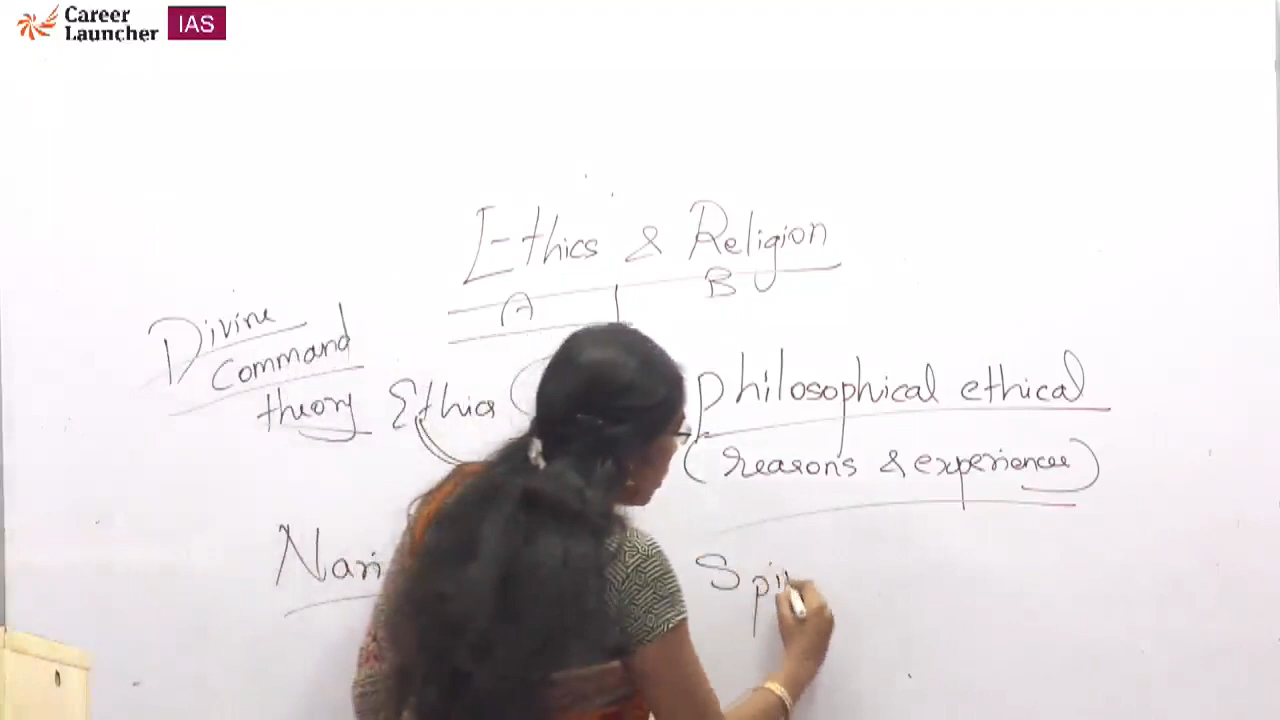 Career
Launcher
IAS
Ethics & Religion
A
B
Divine
command
theory
Ethics
philosophical ethical
(reasons & experiences)